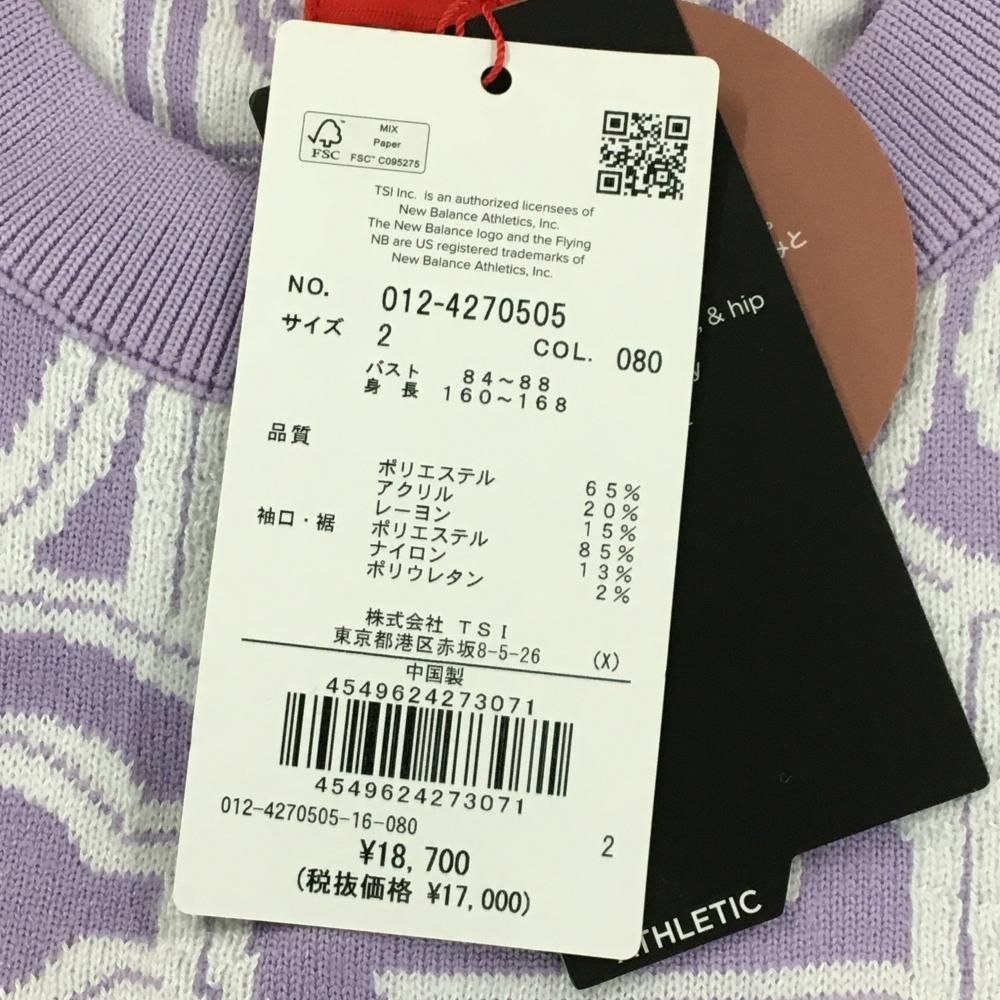 MIX
Paper
FSC™ C095275
FSC
TSI Inc. is an authorized licensees of
New Balance Athletics, Inc.
The New Balance logo and the Flying
NB are US registered trademarks of
New Balance Athletics, Inc.
NO. 012-4270505
サイズ 2 COL. 080
バスト 84~88
身長 160~168
品質
ポリエステル 65%
アクリル 20%
レーヨン 15%
袖口・裾 ポリエステル 85%
ナイロン 13%
ポリウレタン 2%
株式会社 TSI
東京都港区赤坂8-5-26 (X)
中国製
4549624273071
4549624273071
012-4270505-16-080 2
¥18,700
(税抜価格 ¥17,000)
& hip
THLETIC